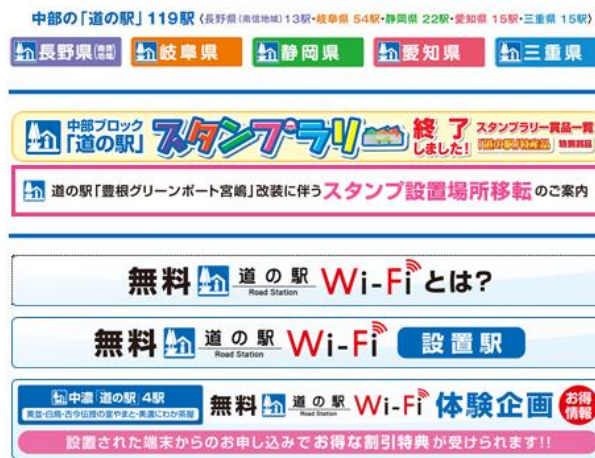 中部の「道の駅」119駅〈長野県(南信地域)13駅・岐阜県 54駅・静岡県 22駅・愛知県 15駅・三重県 15駅〉
長野県(南信地域) 岐阜県 静岡県 愛知県 三重県
中部ブロック「道の駅」スタンプラリー 終了しました! スタンプラリー賞品一覧
「道の駅」特産品 特別賞品
道の駅「豊根グリーンポート宮嶋」改装に伴うスタンプ設置場所移転のご案内
無料 道の駅 Road Station Wi-Fiとは?
無料 道の駅 Road Station Wi-Fi 設置駅
中濃「道の駅」4駅 無料 道の駅 Road Station Wi-Fi 体験企画 お得情報
美並・白鳥・古今伝授の里やまと・美濃にわか茶屋
設置された端末からのお申し込みでお得な割引特典が受けられます!!